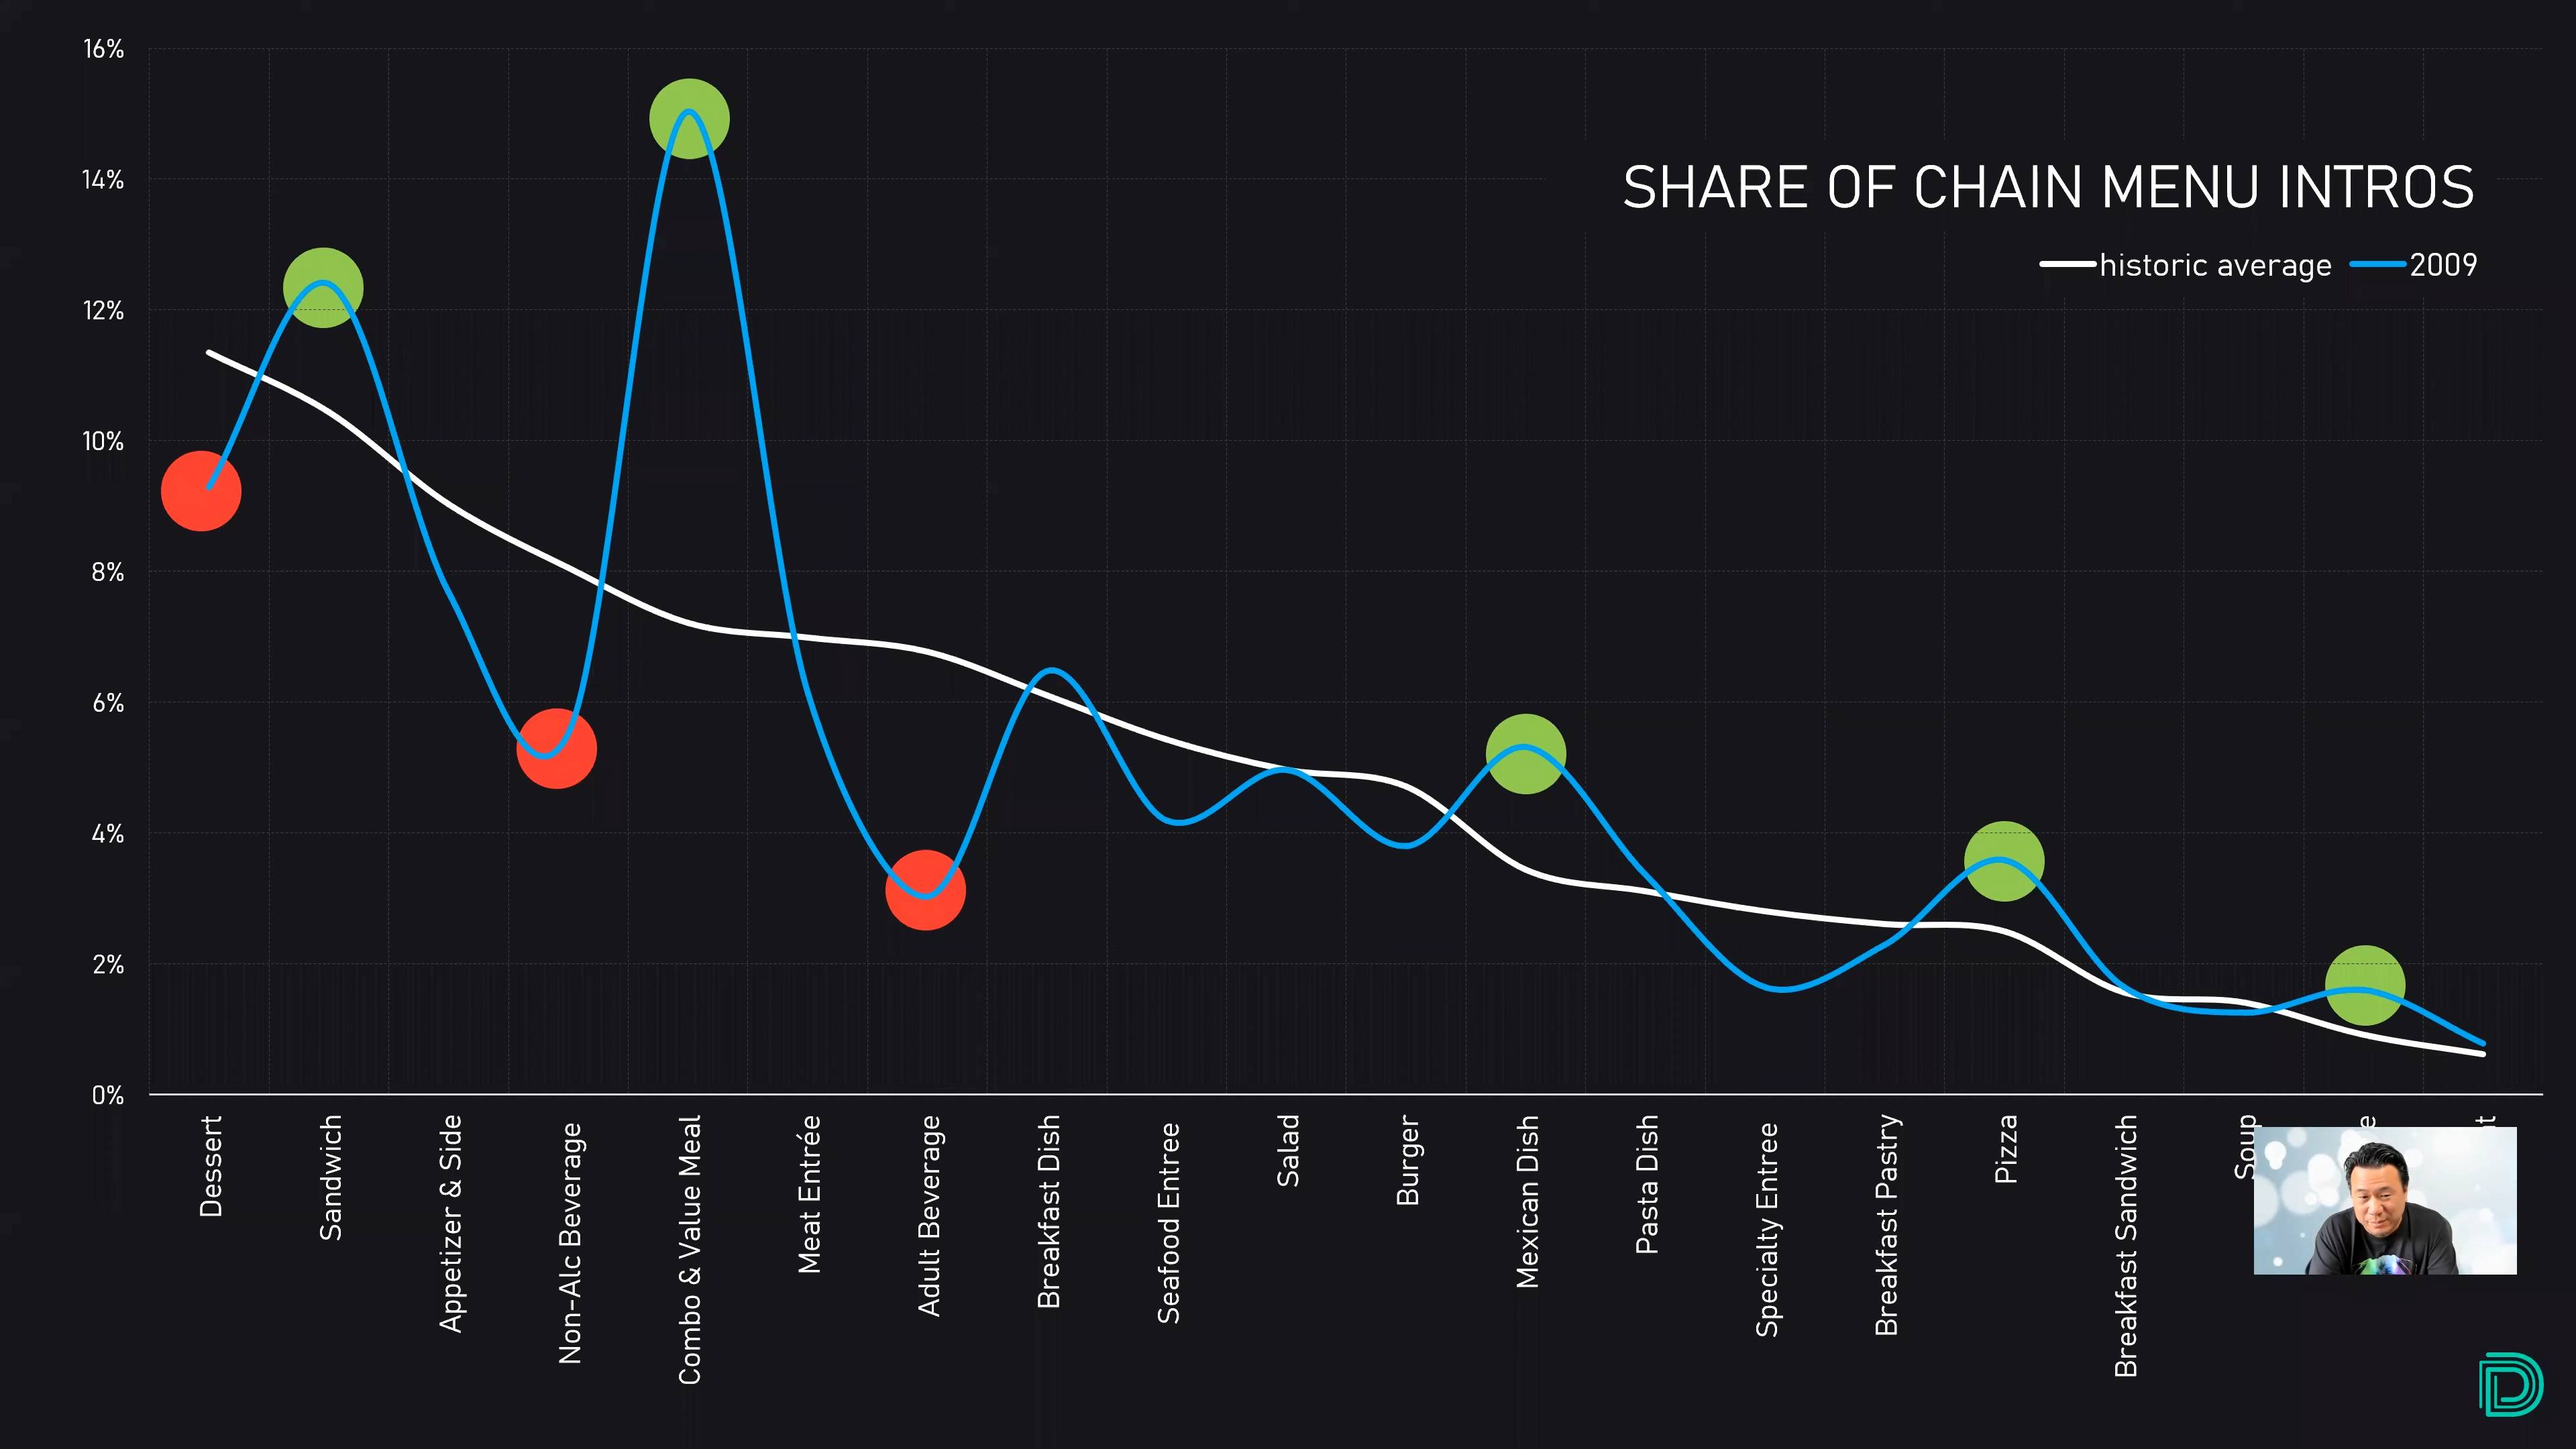 16%
14%
12%
10%
8%
6%
4%
2%
0%
SHARE OF CHAIN MENU INTROS
historic average
2009
Dessert
Sandwich
Appetizer & Side
Non-Alc Beverage
Combo & Value Meal
Meat Entrée
Adult Beverage
Breakfast Dish
Seafood Entree
Salad
Burger
Mexican Dish
Pasta Dish
Specialty Entree
Breakfast Pastry
Pizza
Breakfast Sandwich
Soup